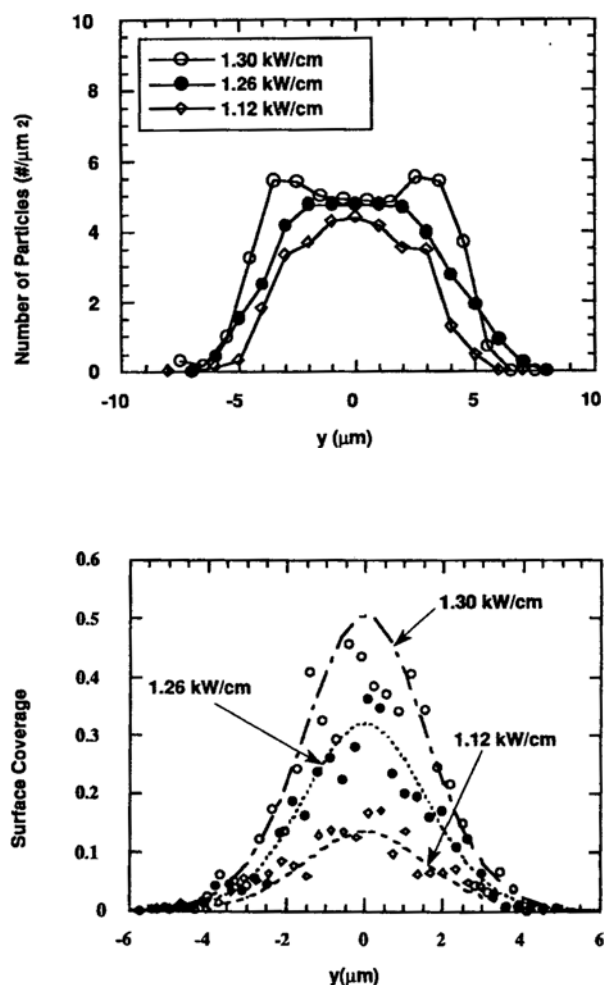 10
8
6
4
2
0
1.30 kW/cm
1.26 kW/cm
1.12 kW/cm
Number of Particles (#/μm 2)
-10 -5 0 5 10
y (μm)
0.6
0.5
0.4
0.3
0.2
0.1
0
1.30 kW/cm
1.26 kW/cm
1.12 kW/cm
Surface Coverage
-6 -4 -2 0 2 4 6
y(μm)